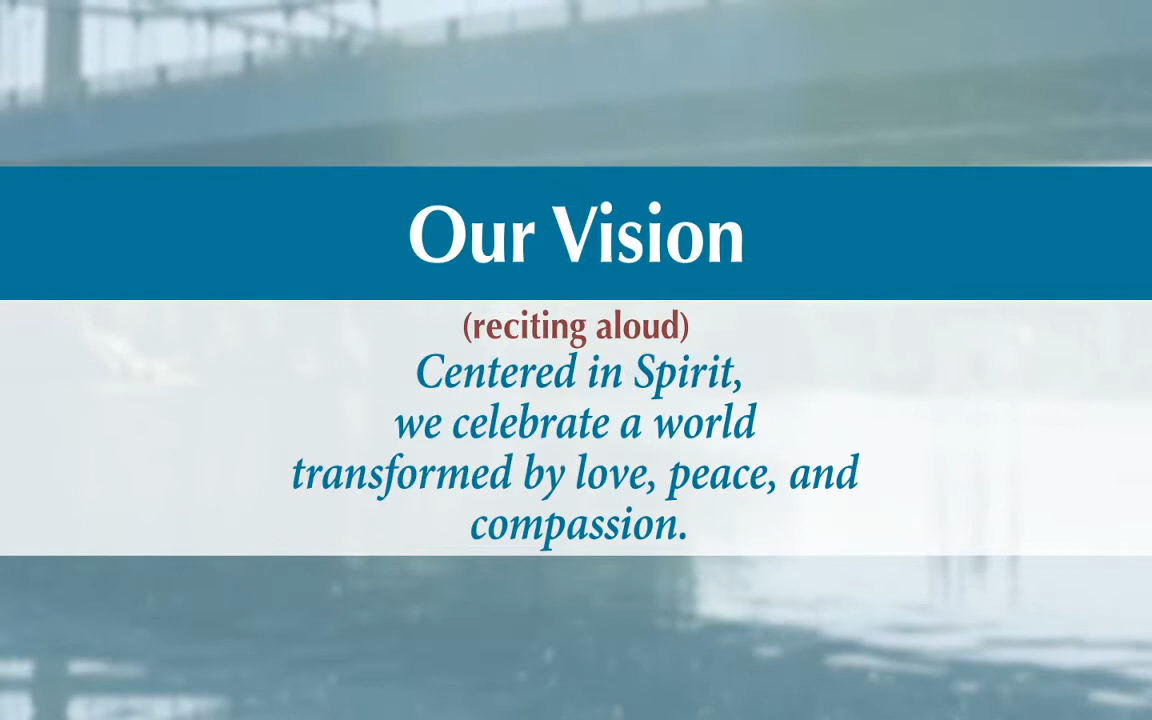 Our Vision
(reciting aloud)
Centered in Spirit,
we celebrate a world
transformed by love, peace, and
compassion.